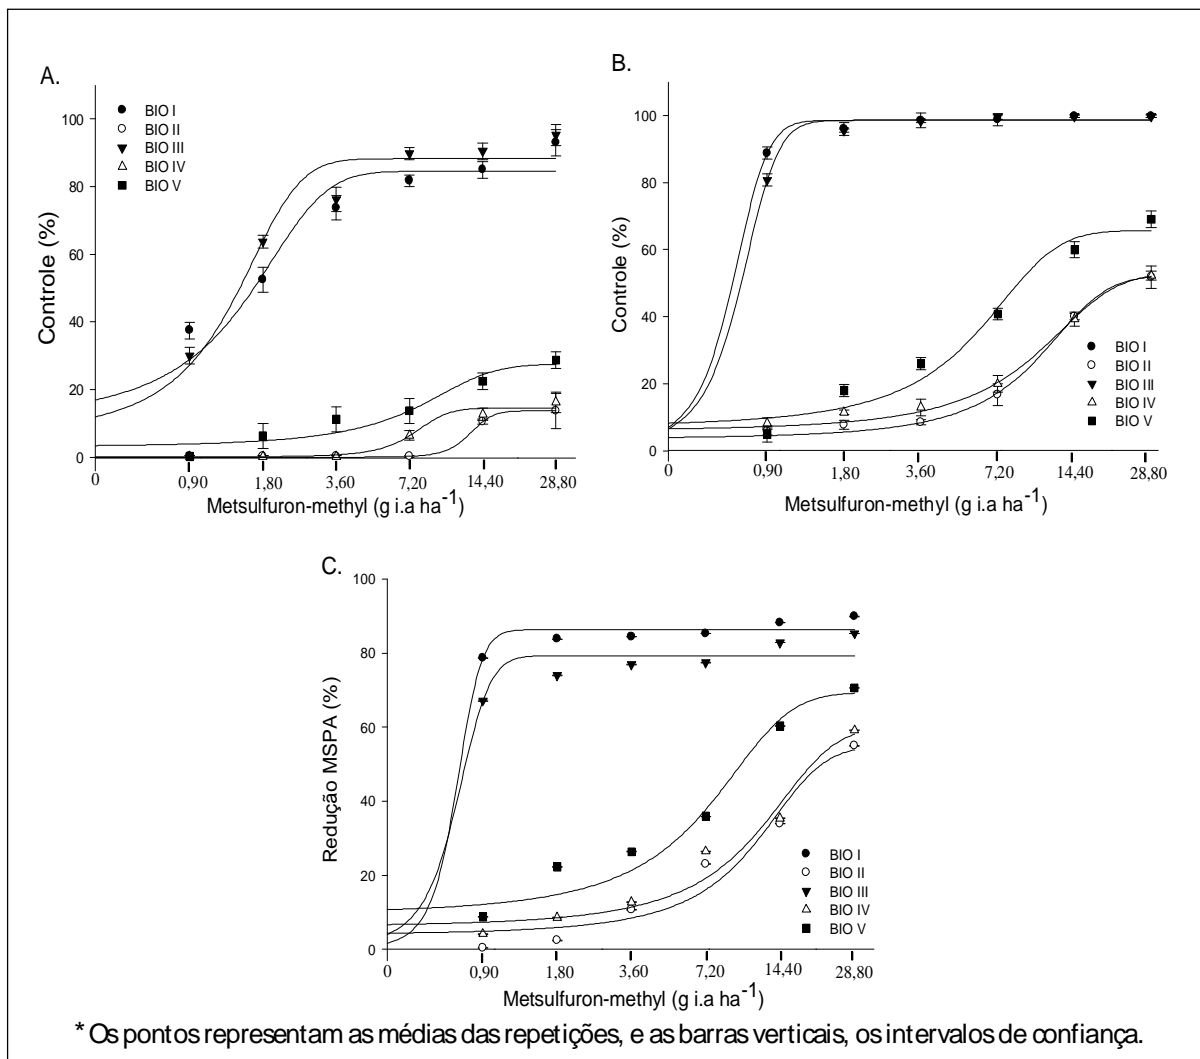 A.
BIO I
BIO II
BIO III
BIO IV
BIO V
Controle (%)
100
80
60
40
20
0
0 0,90 1,80 3,60 7,20 14,40 28,80
Metsulfuron-methyl (g i.a ha-1)
B.
Controle (%)
100
80
60
40
20
0
BIO I
BIO II
BIO III
BIO IV
BIO V
0 0,90 1,80 3,60 7,20 14,40 28,80
Metsulfuron-methyl (g i.a ha-1)
C.
Redução MSPA (%)
100
80
60
40
20
0
BIO I
BIO II
BIO III
BIO IV
BIO V
0 0,90 1,80 3,60 7,20 14,40 28,80
Metsulfuron-methyl (g i.a ha-1)
* Os pontos representam as médias das repetições, e as barras verticais, os intervalos de confiança.